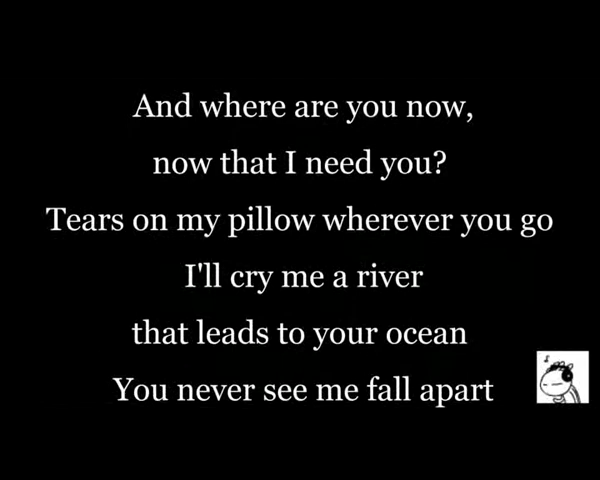 And where are you now,
now that I need you?
Tears on my pillow wherever you go
I'll cry me a river
that leads to your ocean
You never see me fall apart